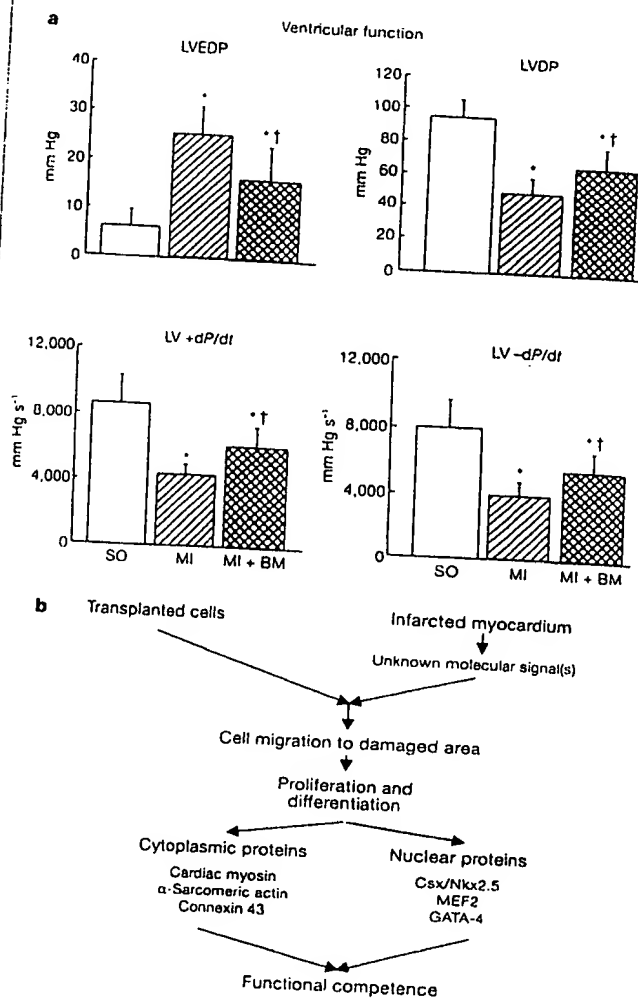 a
Ventricular function
LVEDP
40
30
20
10
0
mm Hg
*
* †
LVDP
120
100
80
60
40
20
0
mm Hg
*
* †
LV +dP/dt
12,000
8,000
4,000
0
mm Hg s⁻¹
*
* †
SO MI MI + BM
LV –dP/dt
12,000
8,000
4,000
0
mm Hg s⁻¹
*
* †
SO MI MI + BM
b
Transplanted cells
Infarcted myocardium
Unknown molecular signal(s)
Cell migration to damaged area
Proliferation and
differentiation
Cytoplasmic proteins
Cardiac myosin
α-Sarcomeric actin
Connexin 43
Nuclear proteins
Csx/Nkx2.5
MEF2
GATA-4
Functional competence